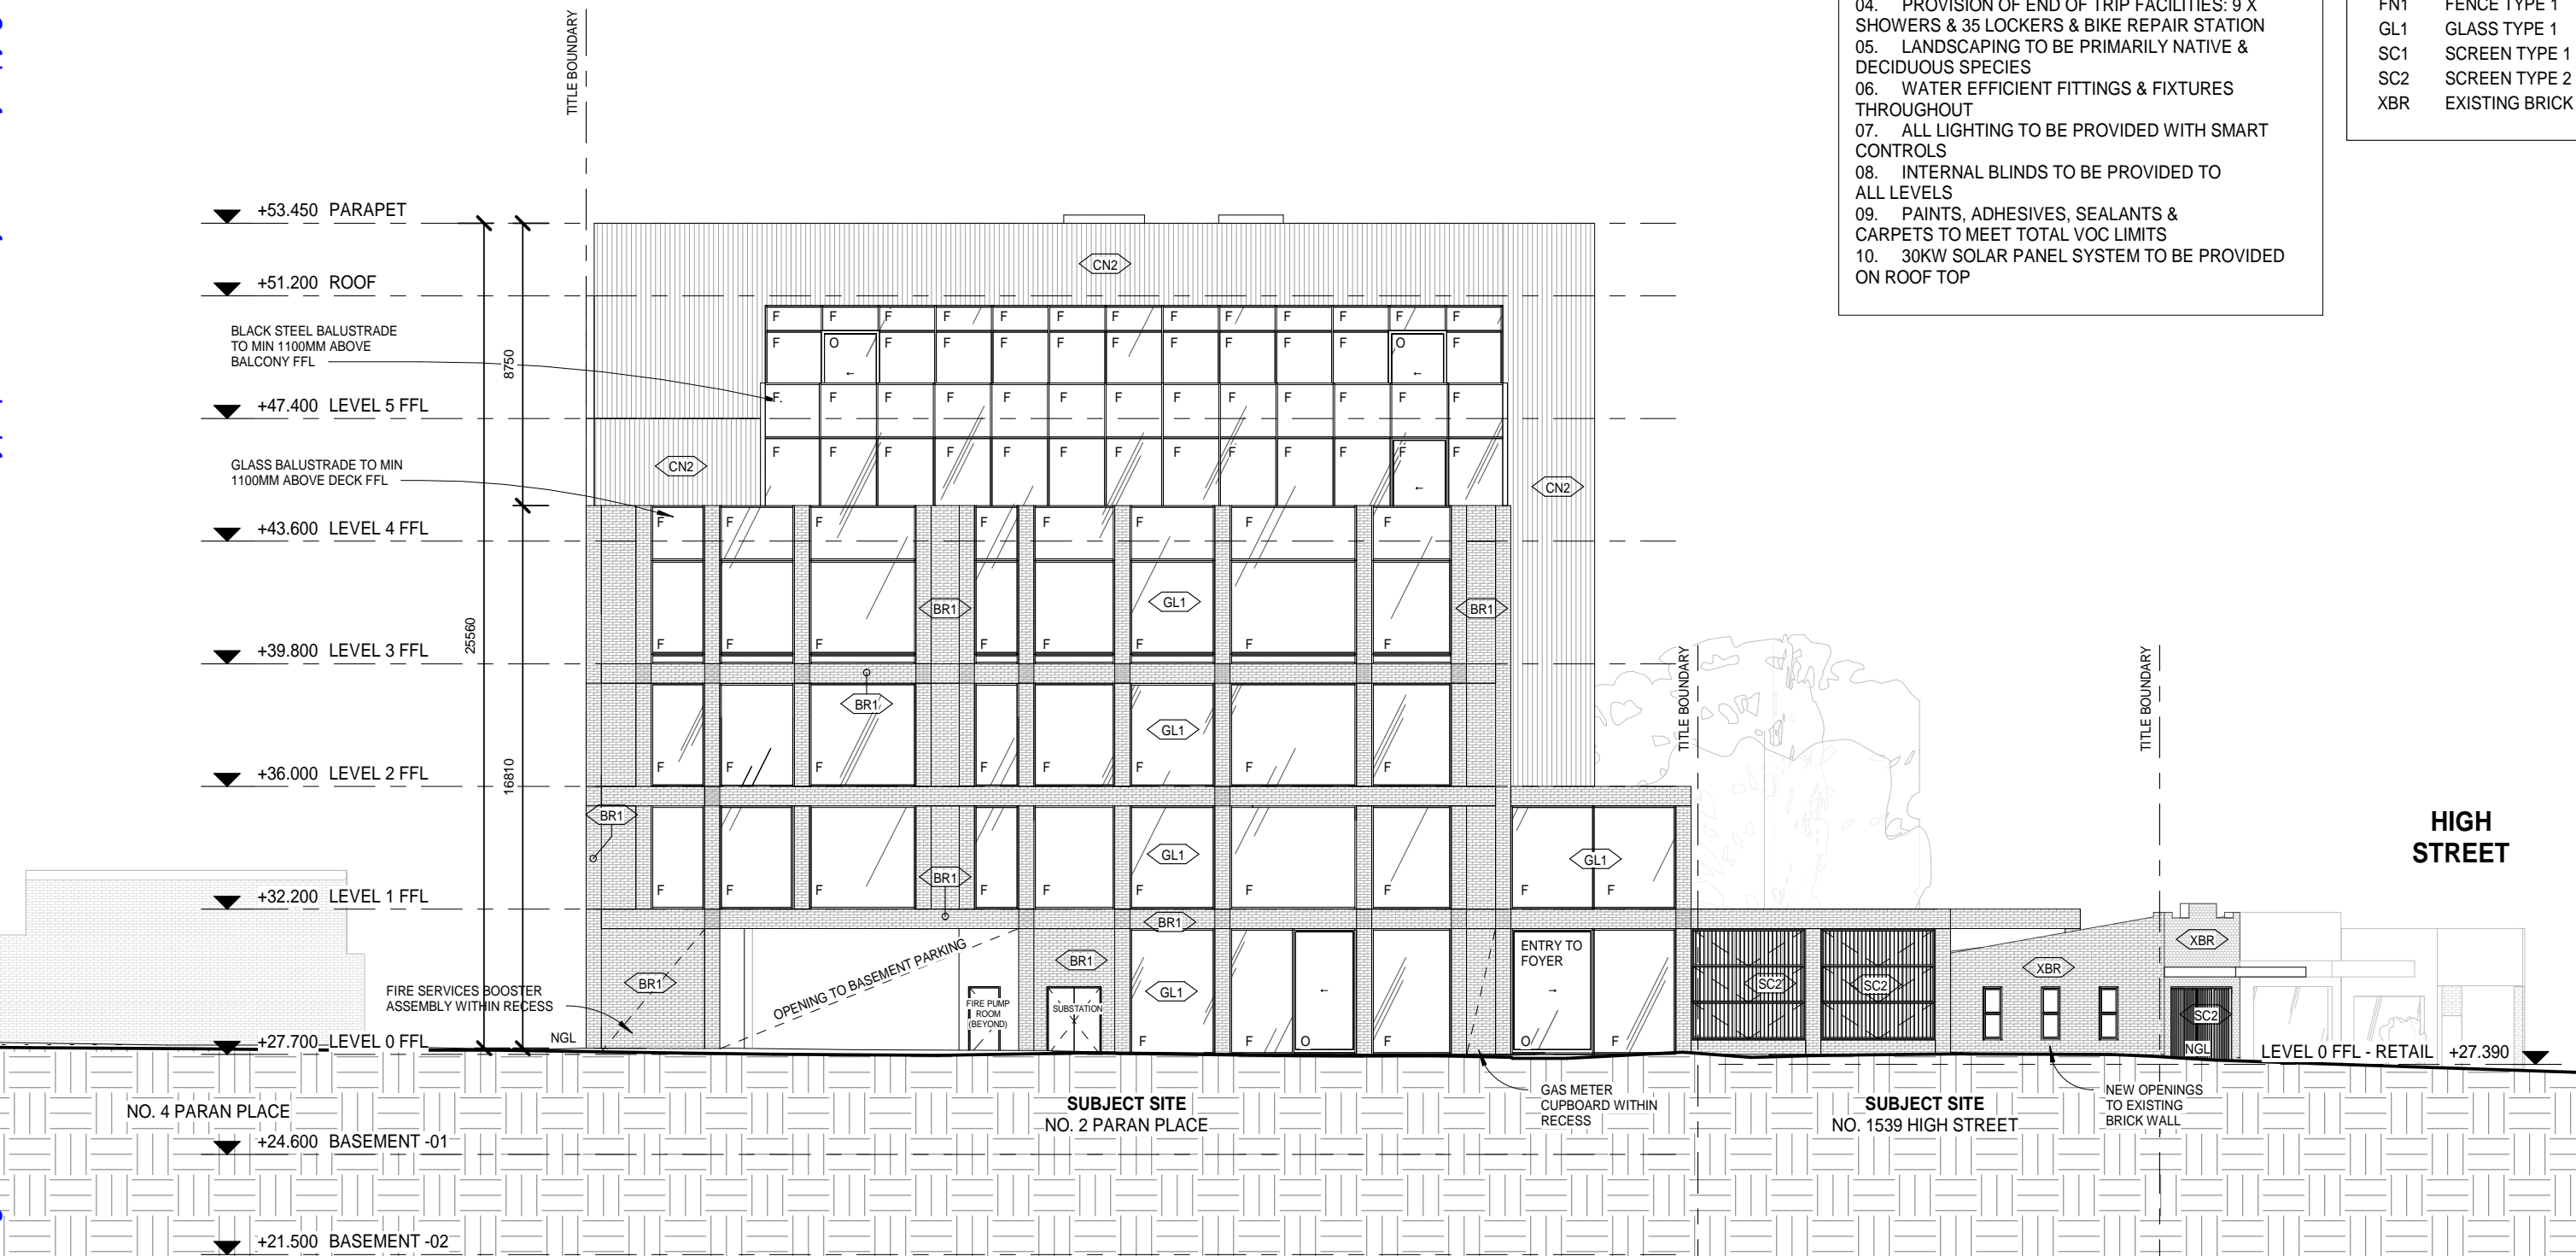 04. PROVISION OF END OF TRIP FACILITIES: 9 X
SHOWERS & 35 LOCKERS & BIKE REPAIR STATION
05. LANDSCAPING TO BE PRIMARILY NATIVE &
DECIDUOUS SPECIES
06. WATER EFFICIENT FITTINGS & FIXTURES
THROUGHOUT
07. ALL LIGHTING TO BE PROVIDED WITH SMART
CONTROLS
08. INTERNAL BLINDS TO BE PROVIDED TO
ALL LEVELS
09. PAINTS, ADHESIVES, SEALANTS &
CARPETS TO MEET TOTAL VOC LIMITS
10. 30KW SOLAR PANEL SYSTEM TO BE PROVIDED
ON ROOF TOP
FN1 FENCE TYPE 1
GL1 GLASS TYPE 1
SC1 SCREEN TYPE 1
SC2 SCREEN TYPE 2
XBR EXISTING BRICK
TITLE BOUNDARY
+53.450 PARAPET
CN2
+51.200 ROOF
F F F F F F F F F F F F F
BLACK STEEL BALUSTRADE
TO MIN 1100MM ABOVE
BALCONY FFL
F O F F F F F F F F F O F
8750
+47.400 LEVEL 5 FFL
F F F F F F F F F F F F F
GLASS BALUSTRADE TO MIN
1100MM ABOVE DECK FFL
CN2
F F F F F F F F F F F F F
CN2
+43.600 LEVEL 4 FFL
F F F F F F F F
BR1 GL1 BR1
25560
+39.800 LEVEL 3 FFL
F F F F F F F F
BR1
GL1
TITLE BOUNDARY
TITLE BOUNDARY
16810
+36.000 LEVEL 2 FFL
F F F F F F F F
BR1
GL1
GL1
BR1
HIGH
STREET
+32.200 LEVEL 1 FFL
F F F F F F F F F F
BR1
OPENING TO BASEMENT PARKING
ENTRY TO
FOYER
XBR
BR1
BR1
GL1
SC2
SC2
XBR
FIRE SERVICES BOOSTER
ASSEMBLY WITHIN RECESS
FIRE PUMP
ROOM
(BEYOND)
SUBSTATION
SC2
+27.700 LEVEL 0 FFL
NGL
F F O F O F
NGL
LEVEL 0 FFL - RETAIL +27.390
NO. 4 PARAN PLACE
SUBJECT SITE
NO. 2 PARAN PLACE
GAS METER
CUPBOARD WITHIN
RECESS
SUBJECT SITE
NO. 1539 HIGH STREET
NEW OPENINGS
TO EXISTING
BRICK WALL
+24.600 BASEMENT -01
+21.500 BASEMENT -02